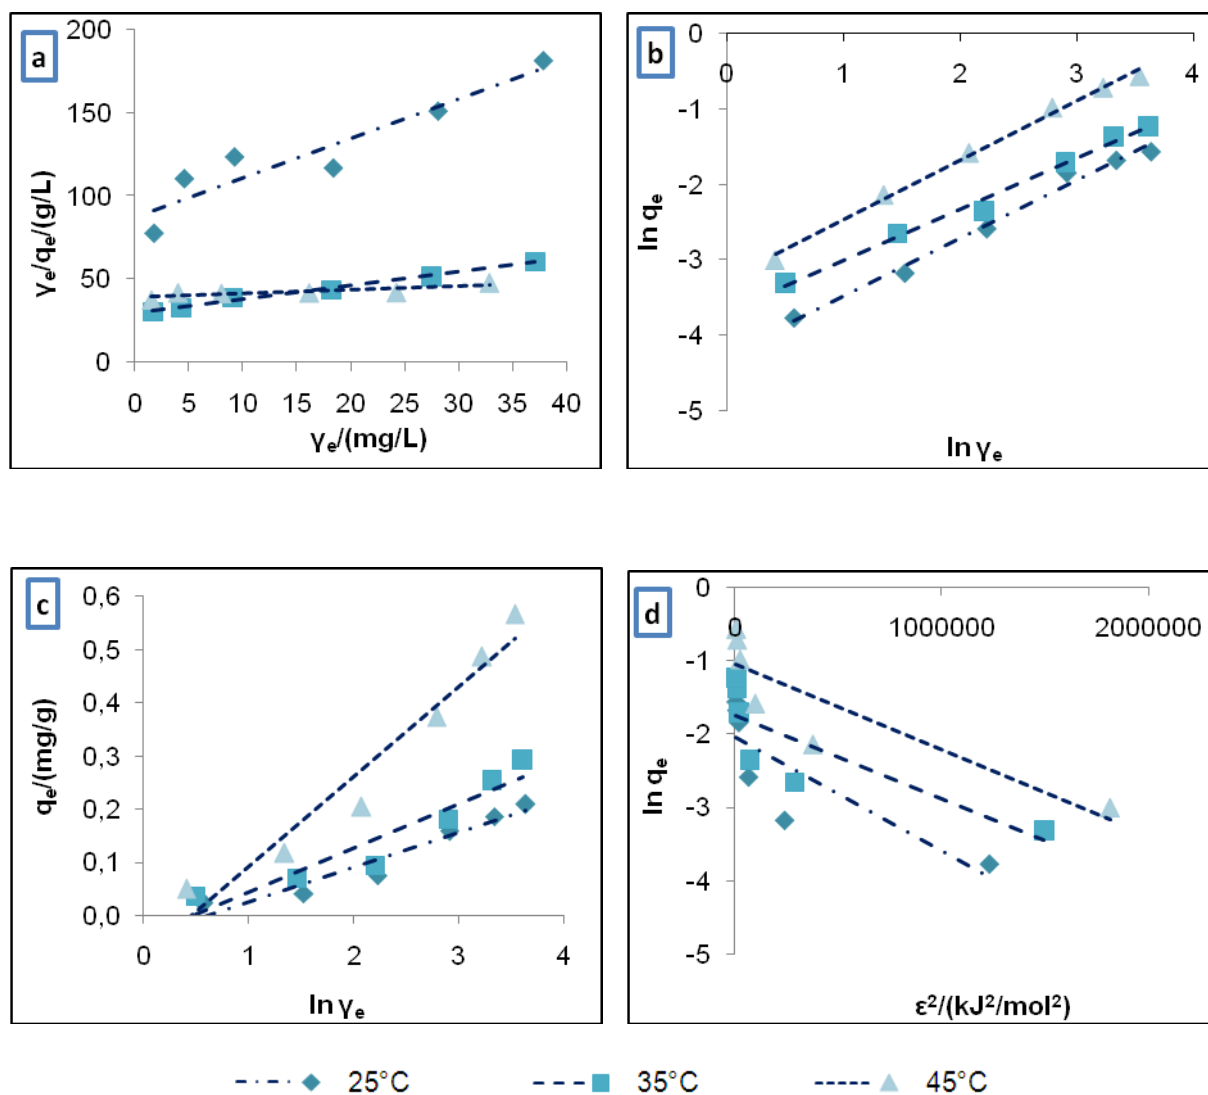 a
200
150
100
50
0
0 5 10 15 20 25 30 35 40
γe/qe/(g/L)
γe/(mg/L)
b
0
-1
-2
-3
-4
-5
0 1 2 3 4
ln qe
ln γe
c
0,6
0,5
0,4
0,3
0,2
0,1
0,0
0 1 2 3 4
qe/(mg/g)
ln γe
d
0
-1
-2
-3
-4
-5
0 1000000 2000000
ln qe
ε²/(kJ²/mol²)
25°C 35°C 45°C